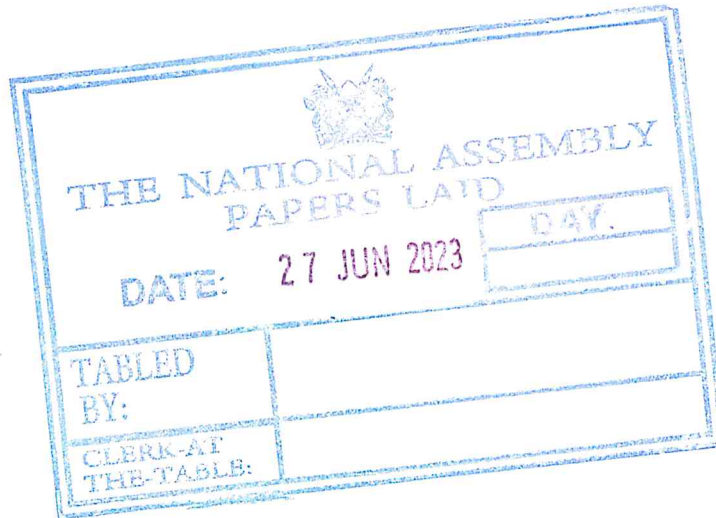 THE NATIONAL ASSEMBLY
PAPERS LAID
DATE: 27 JUN 2023
DAY.
TABLED
BY:
CLERK-AT
THE-TABLE: